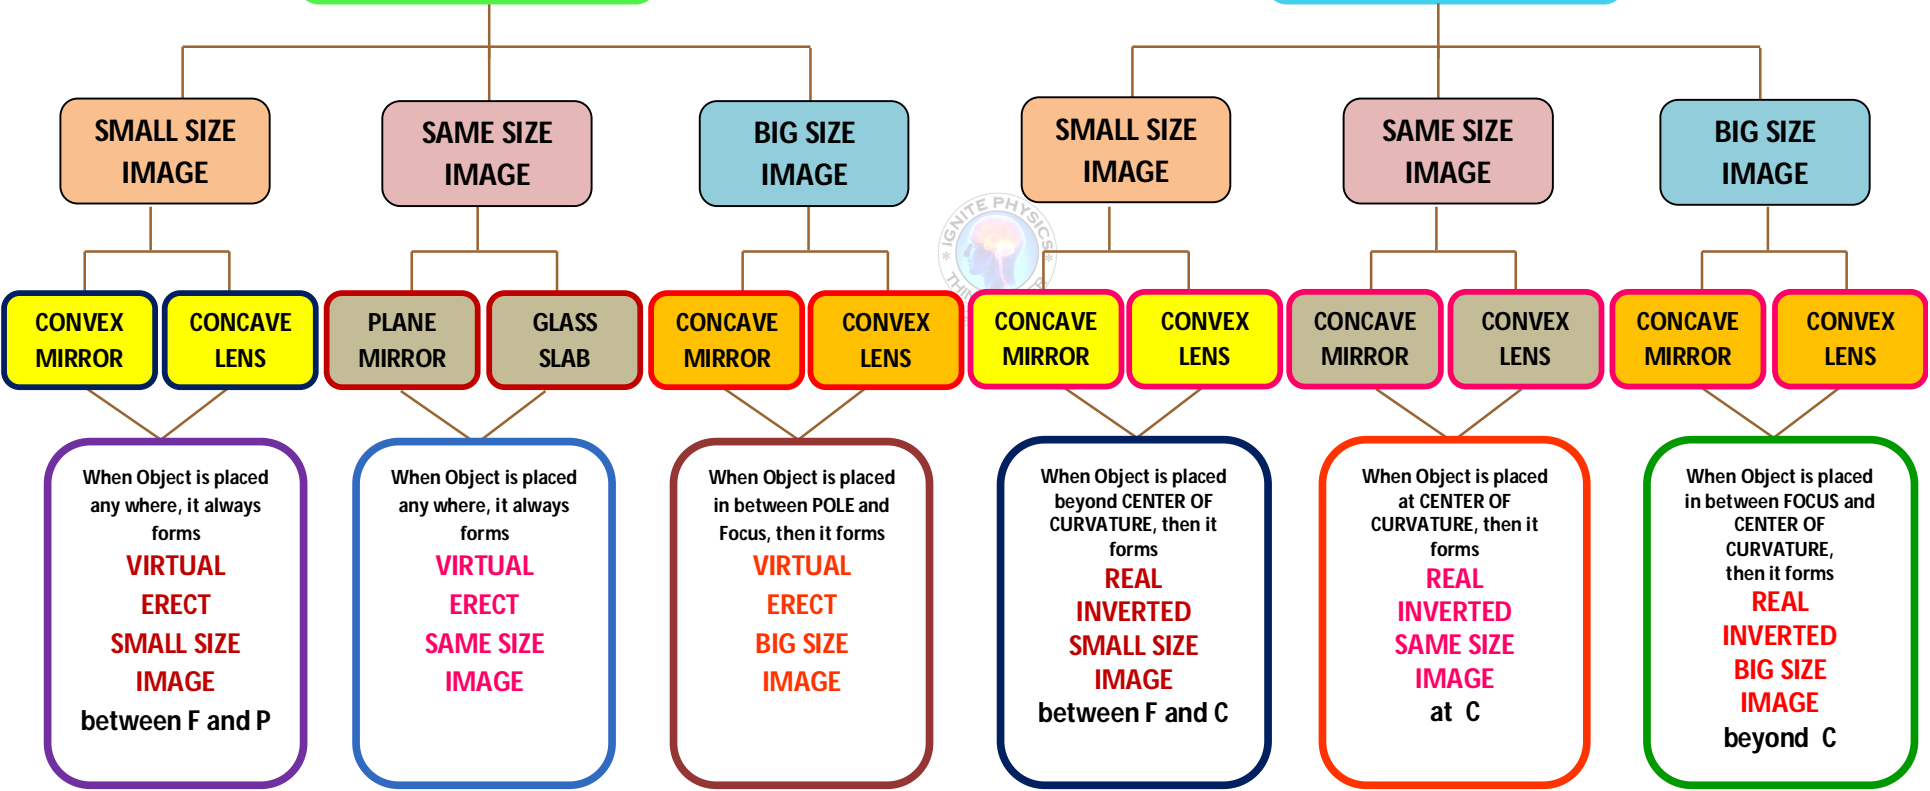 SMALL SIZE
IMAGE
SAME SIZE
IMAGE
BIG SIZE
IMAGE
SMALL SIZE
IMAGE
SAME SIZE
IMAGE
BIG SIZE
IMAGE
* IGNITE PHYSICS *
CONVEX
MIRROR
CONCAVE
LENS
PLANE
MIRROR
GLASS
SLAB
CONCAVE
MIRROR
CONVEX
LENS
CONCAVE
MIRROR
CONVEX
LENS
CONCAVE
MIRROR
CONVEX
LENS
CONCAVE
MIRROR
CONVEX
LENS
When Object is placed
any where, it always
forms
VIRTUAL
ERECT
SMALL SIZE
IMAGE
between F and P
When Object is placed
any where, it always
forms
VIRTUAL
ERECT
SAME SIZE
IMAGE
When Object is placed
in between POLE and
Focus, then it forms
VIRTUAL
ERECT
BIG SIZE
IMAGE
When Object is placed
beyond CENTER OF
CURVATURE, then it
forms
REAL
INVERTED
SMALL SIZE
IMAGE
between F and C
When Object is placed
at CENTER OF
CURVATURE, then it
forms
REAL
INVERTED
SAME SIZE
IMAGE
at C
When Object is placed
in between FOCUS and
CENTER OF
CURVATURE,
then it forms
REAL
INVERTED
BIG SIZE
IMAGE
beyond C